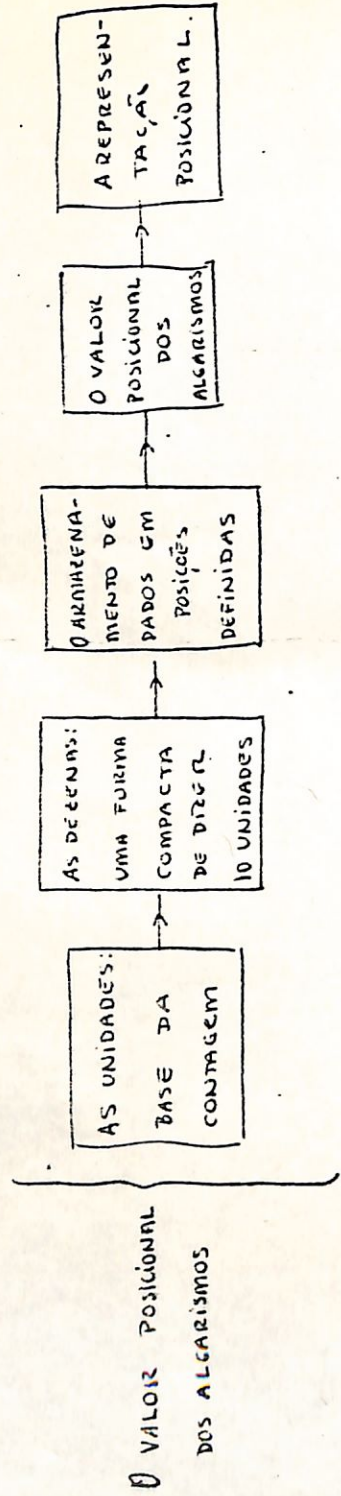 O VALOR POSICIONAL
DOS ALGARISMOS
AS UNIDADES:
BASE DA
CONTAGEM
AS DEZENAS:
UMA FORMA
COMPACTA
DE DIZER
10 UNIDADES
O ARMAZENA-
MENTO DE
DADOS EM
POSIÇÕES
DEFINIDAS
O VALOR
POSICIONAL
DOS
ALGARISMOS
A REPRESEN-
TAÇÃO
POSICIONAL.